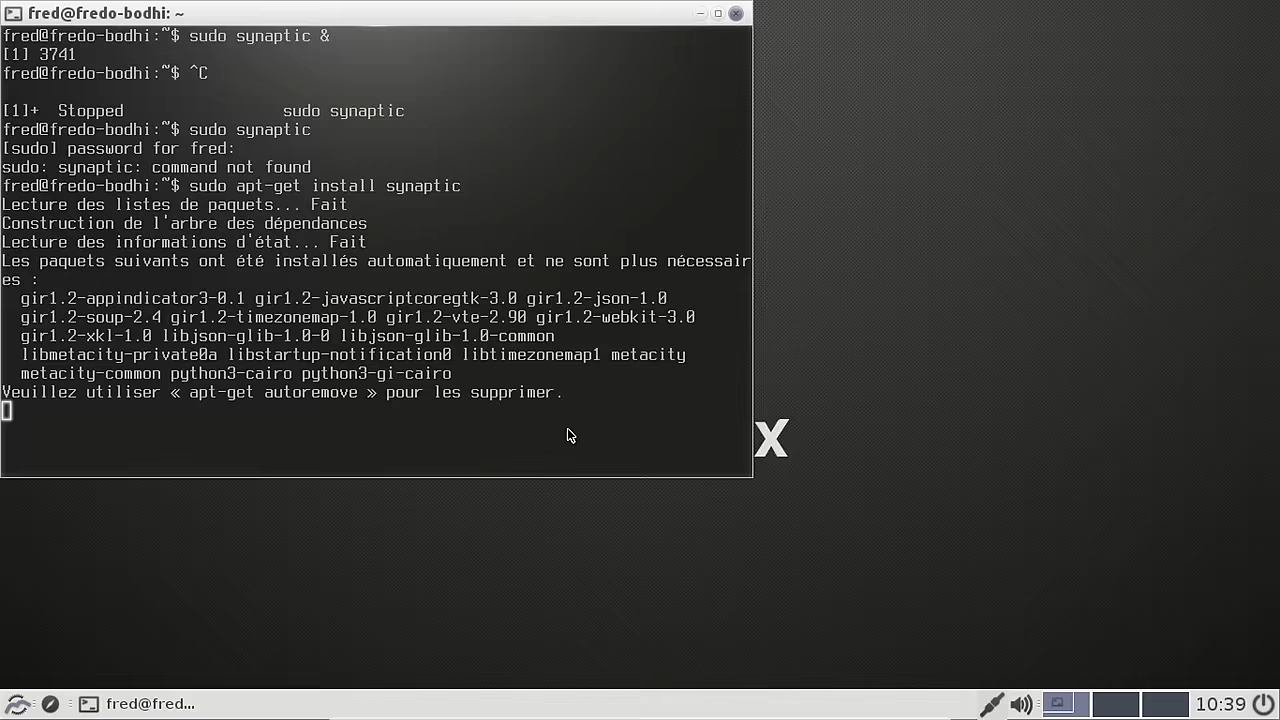 fred@fredo-bodhi: ~
fred@fredo-bodhi:~$ sudo synaptic &
[1] 3741
fred@fredo-bodhi:~$ ^C
[1]+  Stopped                 sudo synaptic
fred@fredo-bodhi:~$ sudo synaptic
[sudo] password for fred:
sudo: synaptic: command not found
fred@fredo-bodhi:~$ sudo apt-get install synaptic
Lecture des listes de paquets... Fait
Construction de l'arbre des dépendances
Lecture des informations d'état... Fait
Les paquets suivants ont été installés automatiquement et ne sont plus nécessair
es :
  gir1.2-appindicator3-0.1 gir1.2-javascriptcoregtk-3.0 gir1.2-json-1.0
  gir1.2-soup-2.4 gir1.2-timezonemap-1.0 gir1.2-vte-2.90 gir1.2-webkit-3.0
  gir1.2-xkl-1.0 libjson-glib-1.0-0 libjson-glib-1.0-common
  libmetacity-private0a libstartup-notification0 libtimezonemap1 metacity
  metacity-common python3-cairo python3-gi-cairo
Veuillez utiliser « apt-get autoremove » pour les supprimer.
x
fred@fred...
10:39